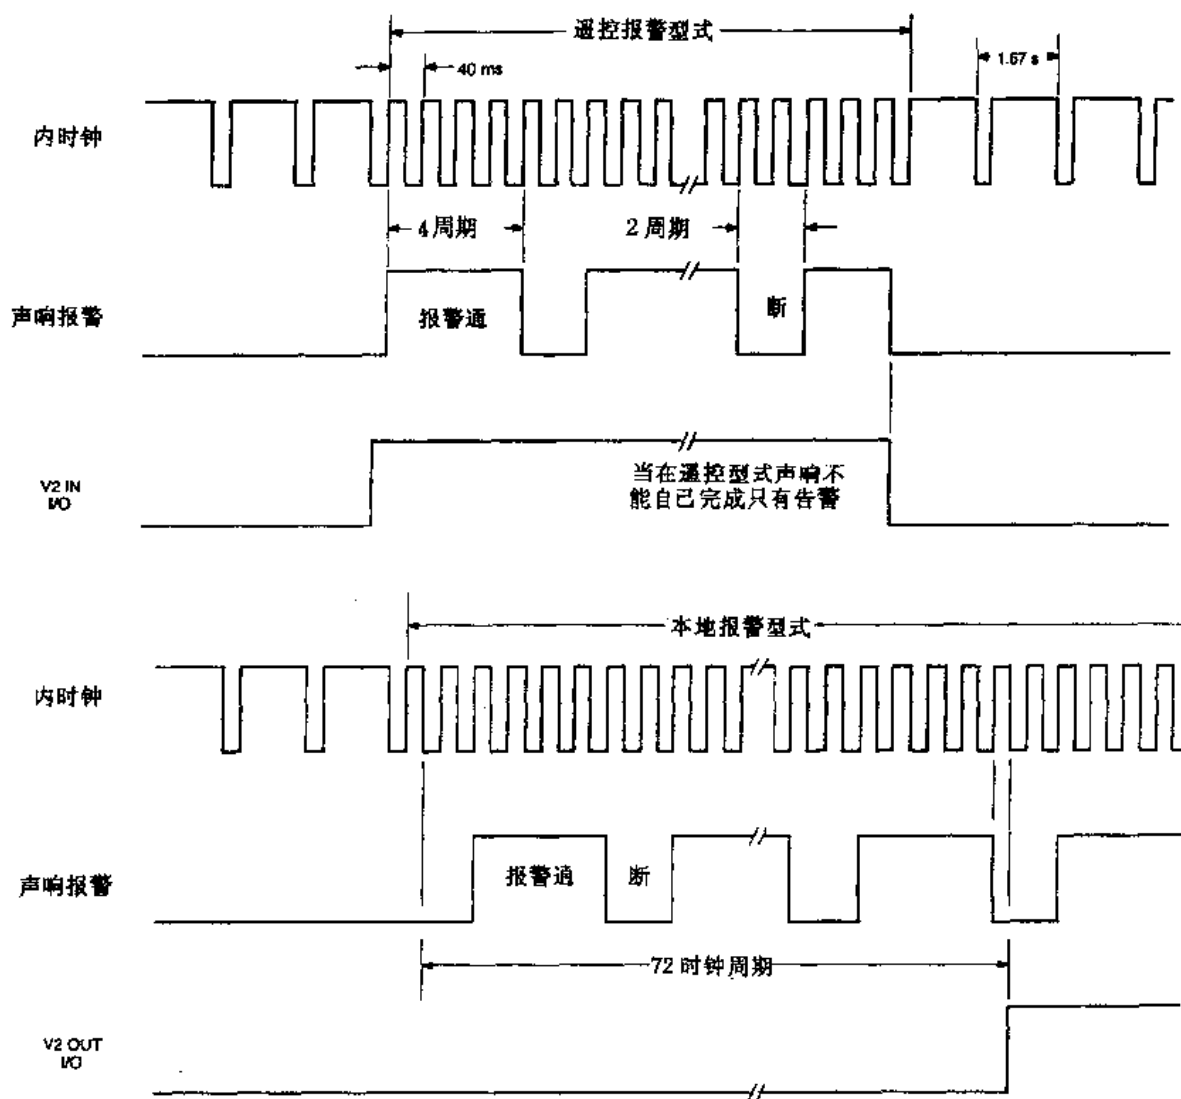 遥控报警型式
40 ms
1.67 s
内时钟
4周期
2周期
声响报警
报警通
断
V2 IN
I/O
当在遥控型式声响不
能自己完成只有告警
本地报警型式
内时钟
声响报警
报警通
断
72时钟周期
V2 OUT
I/O